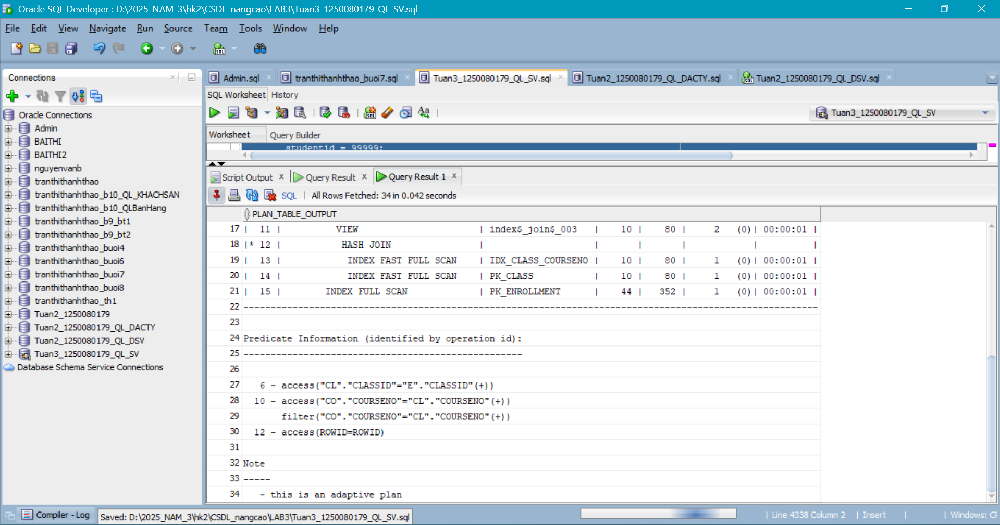 Oracle SQL Developer : D:\2025_NAM_3\hk2\CSDL_nangcao\LAB3\Tuan3_1250080179_QL_SV.sql
File Edit View Navigate Run Source Team Tools Window Help
Connections
Admin.sql tranthithanhthao_buoi7.sql Tuan3_1250080179_QL_SV.sql Tuan2_1250080179_QL_DACTY.sql Tuan2_1250080179_QL_DSV.sql
SQL Worksheet History
Tuan3_1250080179_QL_SV
Worksheet Query Builder
studentid = 99999;
Oracle Connections
Admin
BAITHI
BAITHI2
nguyenvanb
tranthithanhthao
tranthithanhthao_b10_QL_KHACHSAN
tranthithanhthao_b10_QLBanHang
tranthithanhthao_b9_bt1
tranthithanhthao_b9_bt2
tranthithanhthao_buoi4
tranthithanhthao_buoi6
tranthithanhthao_buoi7
tranthithanhthao_buoi8
tranthithanhthao_th1
Tuan2_1250080179
Tuan2_1250080179_QL_DACTY
Tuan2_1250080179_QL_DSV
Tuan3_1250080179_QL_SV
Database Schema Service Connections
Script Output Query Result Query Result 1
SQL | All Rows Fetched: 34 in 0.042 seconds
PLAN_TABLE_OUTPUT
17 | 11 | VIEW | index$_join$_003 | 10 | 80 | 2 (0)| 00:00:01 |
18 |* 12 | HASH JOIN | | | | | |
19 | 13 | INDEX FAST FULL SCAN | IDX_CLASS_COURSENO | 10 | 80 | 1 (0)| 00:00:01 |
20 | 14 | INDEX FAST FULL SCAN | PK_CLASS | 10 | 80 | 1 (0)| 00:00:01 |
21 | 15 | INDEX FULL SCAN | PK_ENROLLMENT | 44 | 352 | 1 (0)| 00:00:01 |
22 ---------------------------------------------------------------------------------------------------------
23
24 Predicate Information (identified by operation id):
25 ---------------------------------------------------
26
27 6 - access("CL"."CLASSID"="E"."CLASSID"(+))
28 10 - access("CO"."COURSENO"="CL"."COURSENO"(+))
29 filter("CO"."COURSENO"="CL"."COURSENO"(+))
30 12 - access(ROWID=ROWID)
31
32 Note
33 -----
34 - this is an adaptive plan
Compiler - Log Saved: D:\2025_NAM_3\hk2\CSDL_nangcao\LAB3\Tuan3_1250080179_QL_SV.sql | Line 4338 Column 2 | Insert | | Windows: